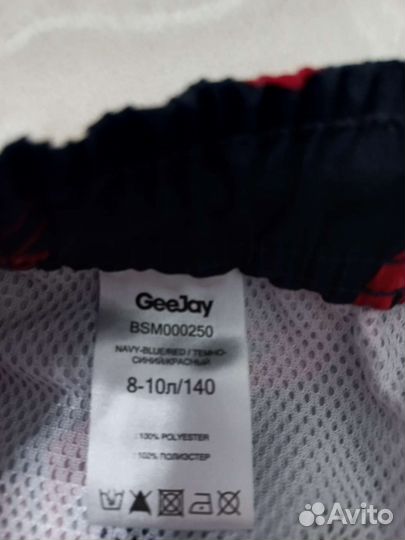 GeeJay
BSM000250
NAVY-BLUE/RED / ТЕМНО-
СИНИЙ/КРАСНЫЙ
8-10л/140
: 100% POLYESTER
: 100% ПОЛИЭСТЕР
Avito